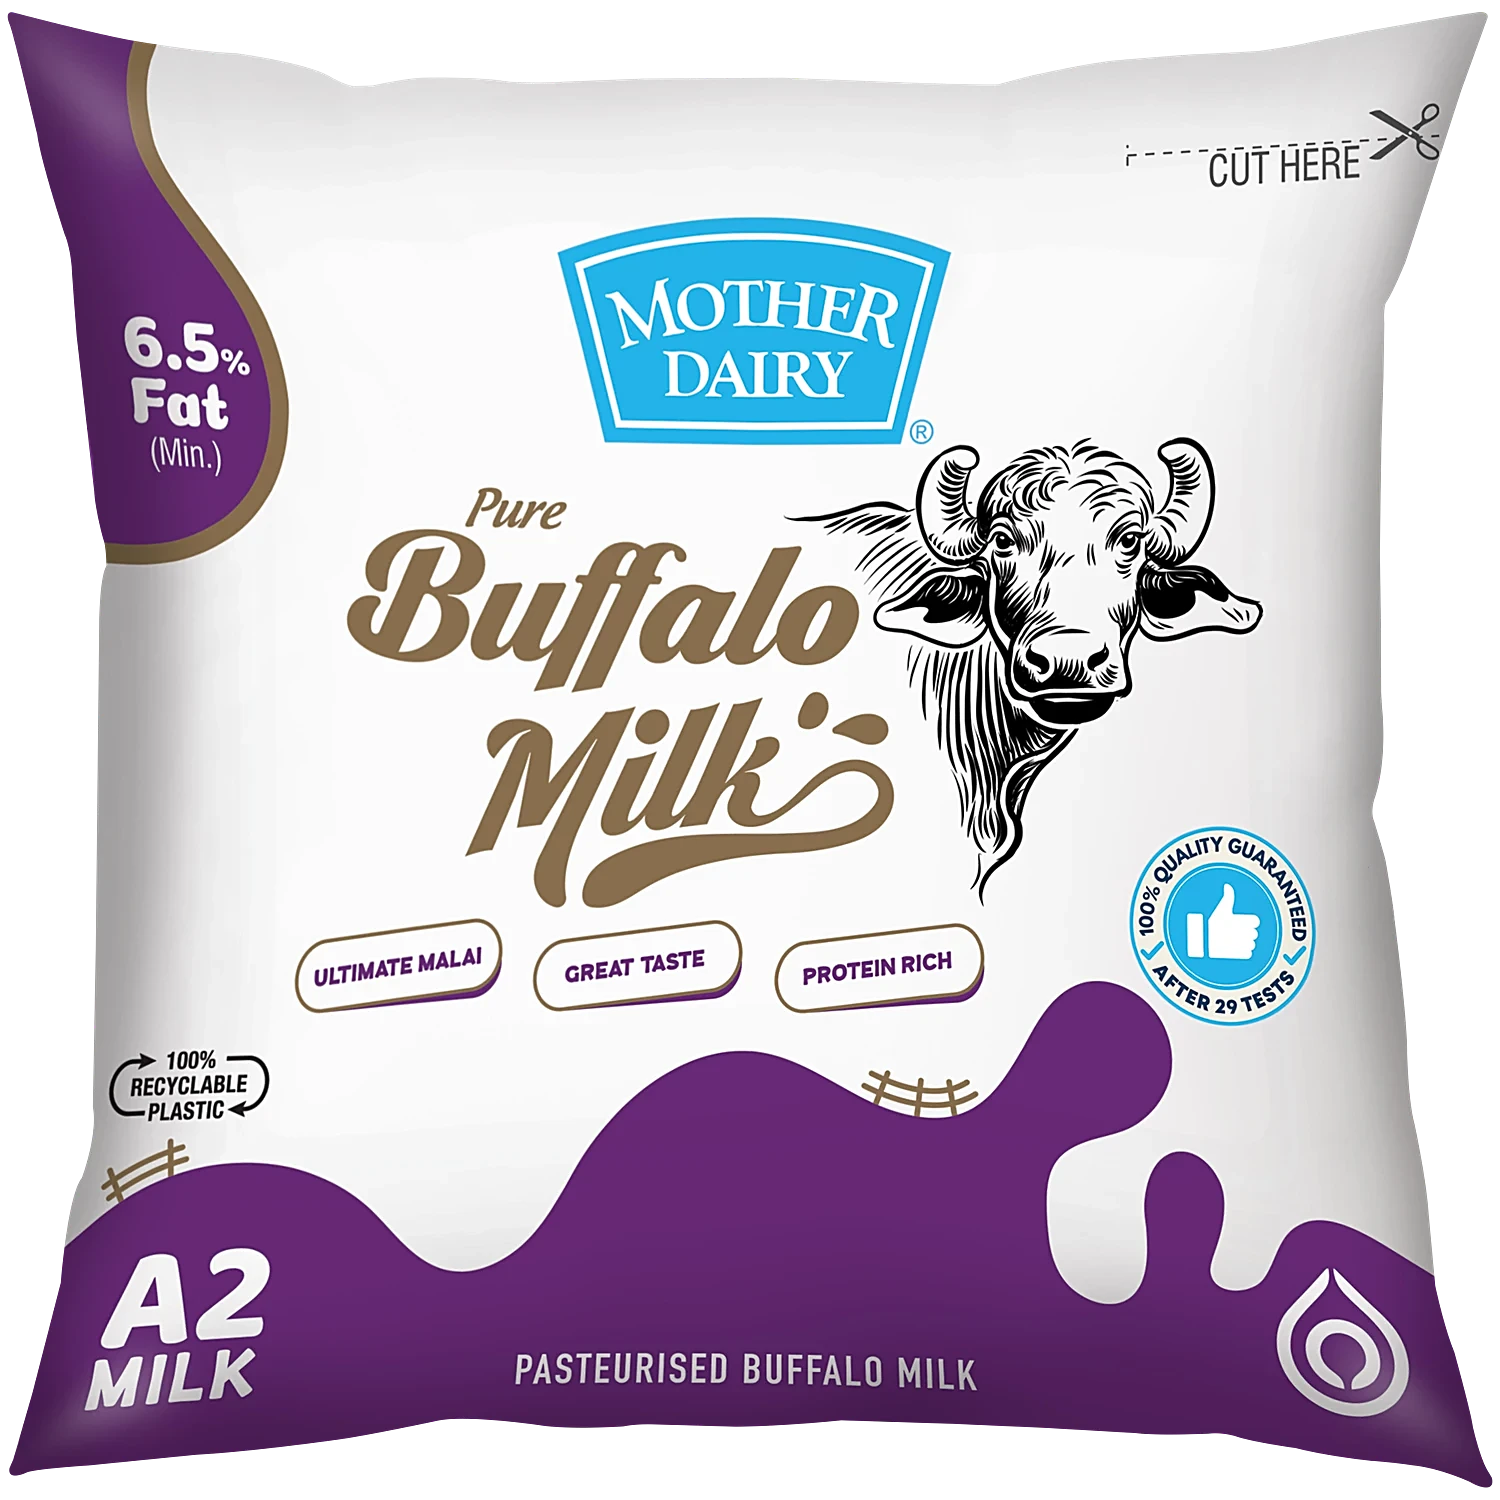 CUT HERE
MOTHER
DAIRY
®
6.5%
Fat
(Min.)
Pure
Buffalo
Milk
ULTIMATE MALAI
GREAT TASTE
PROTEIN RICH
100% QUALITY GUARANTEED
AFTER 29 TESTS
100%
RECYCLABLE
PLASTIC
A2
MILK
PASTEURISED BUFFALO MILK